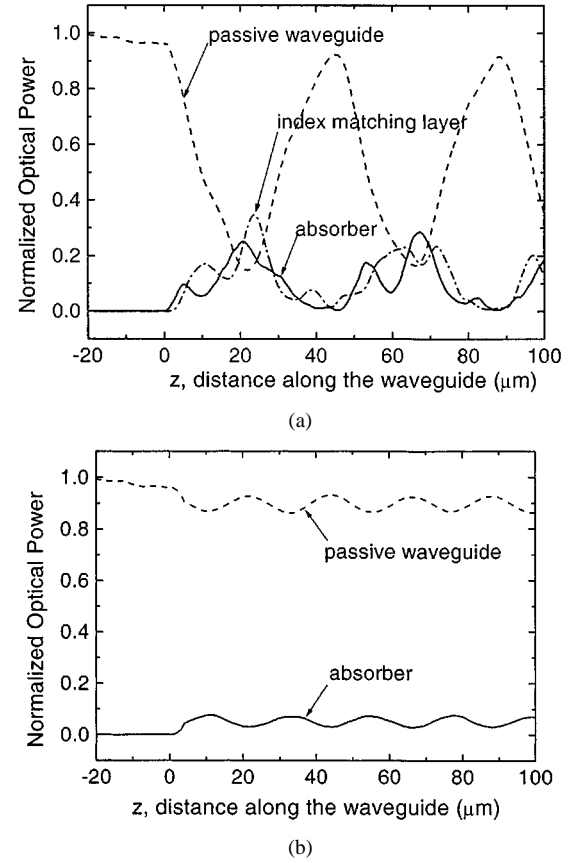 1.0
passive waveguide
0.8
index matching layer
0.6
absorber
0.4
0.2
0.0
Normalized Optical Power
-20 0 20 40 60 80 100
z, distance along the waveguide (μm)
(a)
1.0
0.8
passive waveguide
0.6
0.4
absorber
0.2
0.0
Normalized Optical Power
-20 0 20 40 60 80 100
z, distance along the waveguide (μm)
(b)